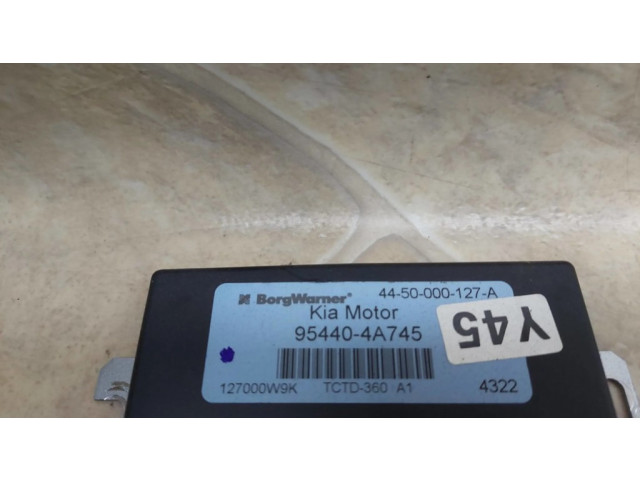 BorgWarner® 44-50-000-127-A
Kia Motor
95440-4A745
Y45
127000W9K TCTD-360 A1 4322